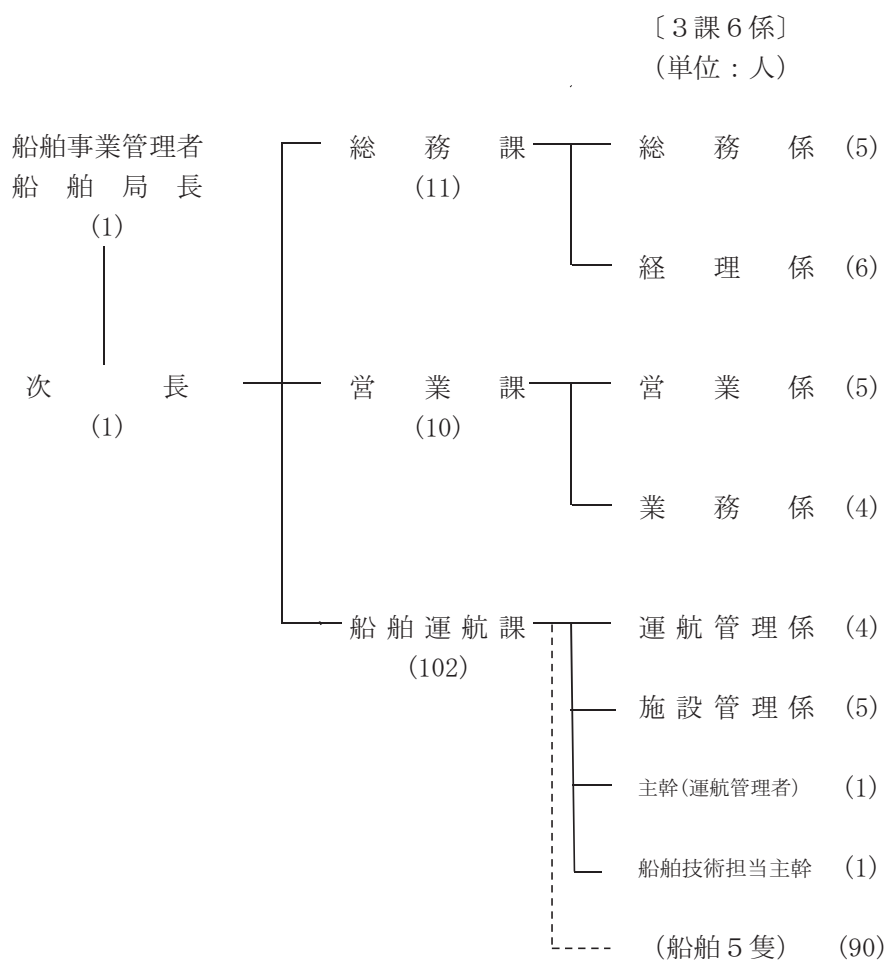 〔３課６係〕
（単位：人）
船舶事業管理者
船舶局長
(1)
次長
(1)
総務課
(11)
総務係 (5)
経理係 (6)
営業課
(10)
営業係 (5)
業務係 (4)
船舶運航課
(102)
運航管理係 (4)
施設管理係 (5)
主幹(運航管理者) (1)
船舶技術担当主幹 (1)
（船舶５隻） (90)